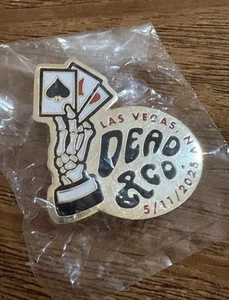 LAS VEGAS, NV
DEAD
&CO.
5/11/2025